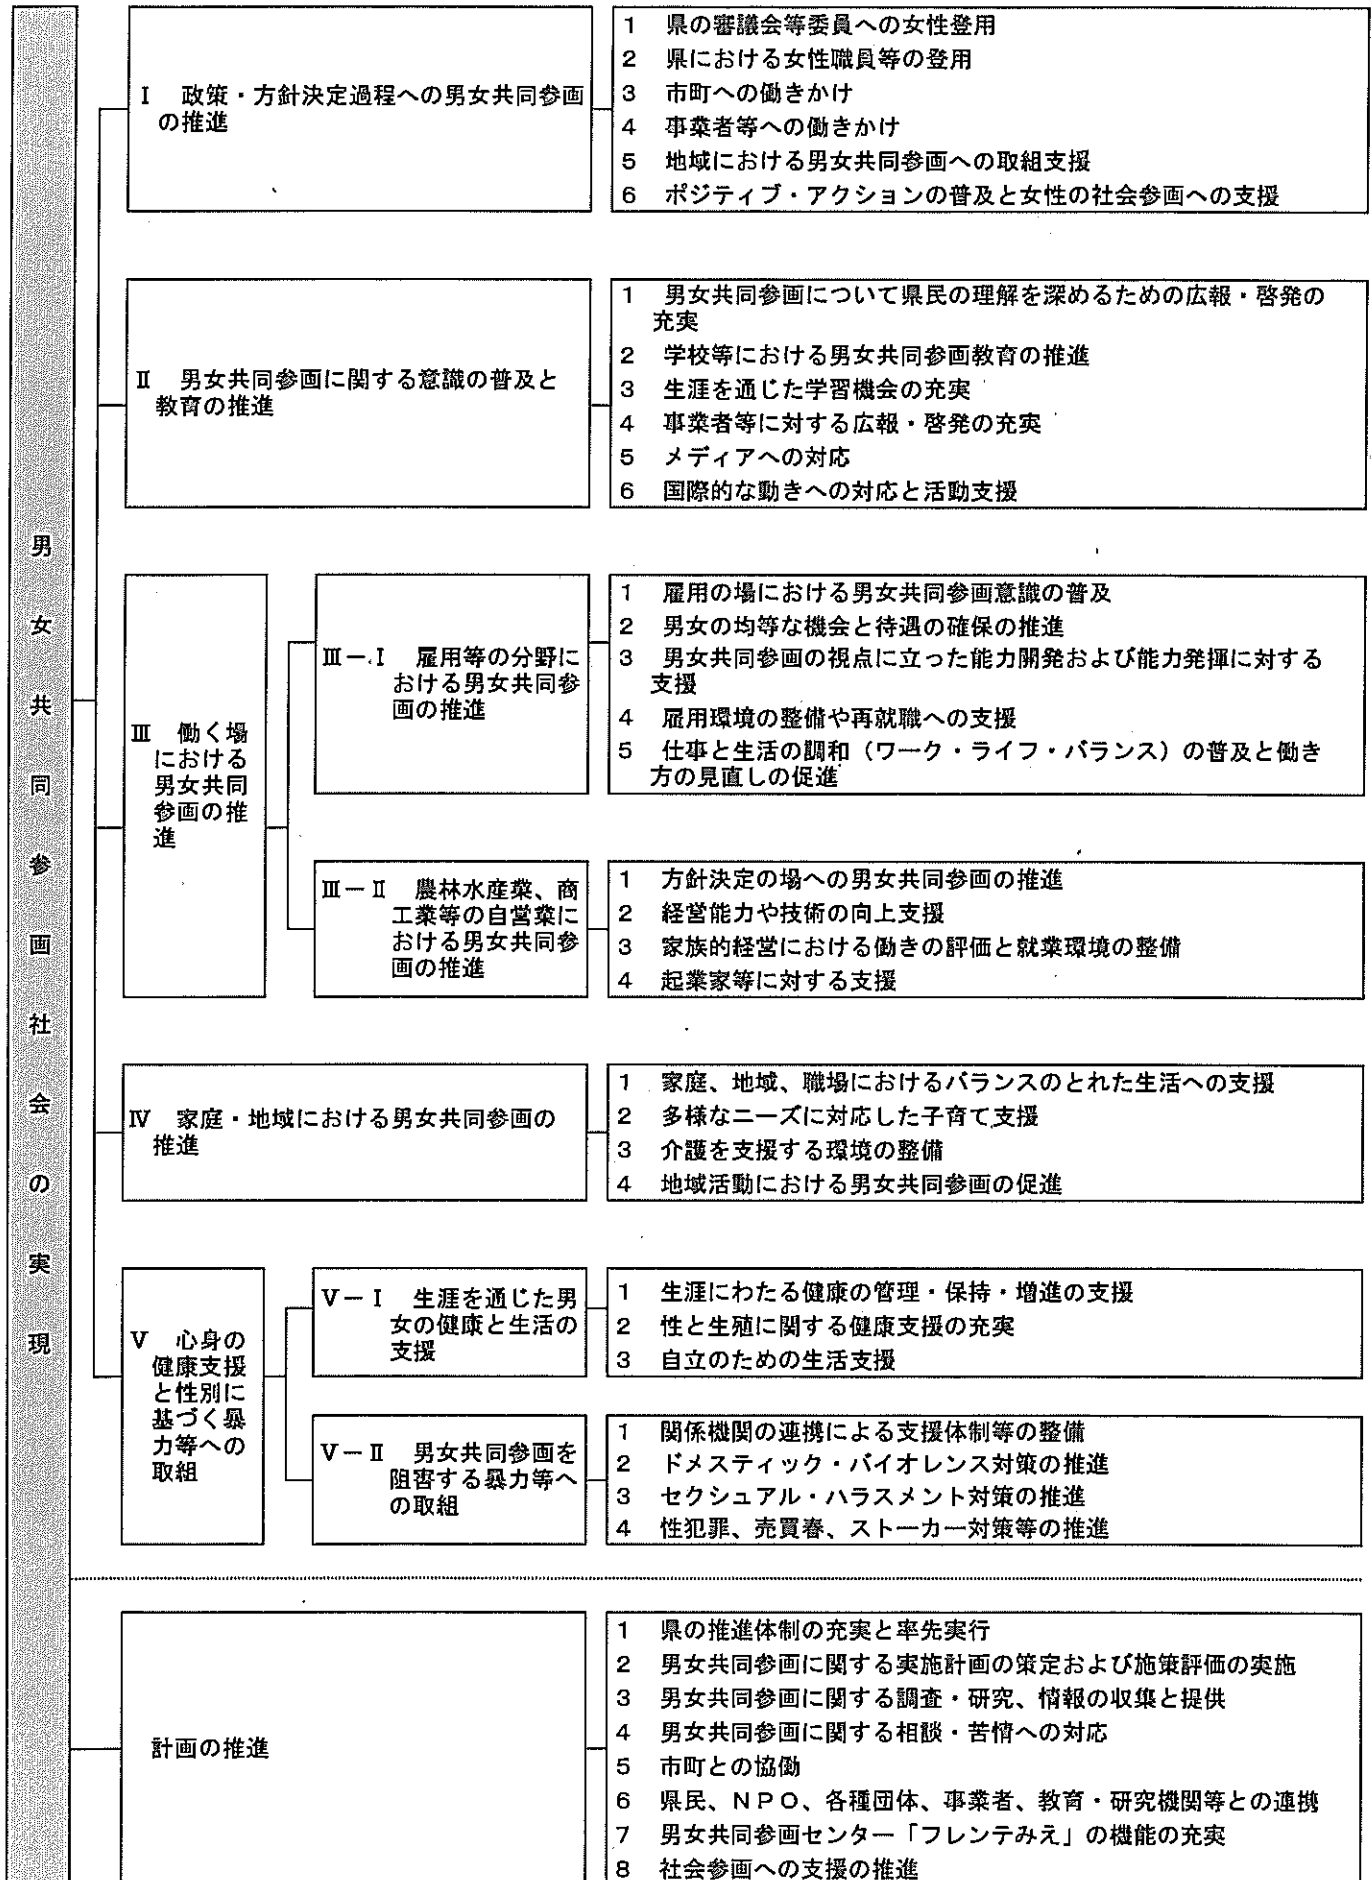 男女共同参画社会の実現
Ⅰ 政策・方針決定過程への男女共同参画
の推進
1 県の審議会等委員への女性登用
2 県における女性職員等の登用
3 市町への働きかけ
4 事業者等への働きかけ
5 地域における男女共同参画への取組支援
6 ポジティブ・アクションの普及と女性の社会参画への支援
Ⅱ 男女共同参画に関する意識の普及と
教育の推進
1 男女共同参画について県民の理解を深めるための広報・啓発の
充実
2 学校等における男女共同参画教育の推進
3 生涯を通じた学習機会の充実
4 事業者等に対する広報・啓発の充実
5 メディアへの対応
6 国際的な動きへの対応と活動支援
Ⅲ 働く場
における
男女共同
参画の推
進
Ⅲ－Ⅰ 雇用等の分野に
おける男女共同参
画の推進
1 雇用の場における男女共同参画意識の普及
2 男女の均等な機会と待遇の確保の推進
3 男女共同参画の視点に立った能力開発および能力発揮に対する
支援
4 雇用環境の整備や再就職への支援
5 仕事と生活の調和（ワーク・ライフ・バランス）の普及と働き
方の見直しの促進
Ⅲ－Ⅱ 農林水産業、商
工業等の自営業に
おける男女共同参
画の推進
1 方針決定の場への男女共同参画の推進
2 経営能力や技術の向上支援
3 家族的経営における働きの評価と就業環境の整備
4 起業家等に対する支援
Ⅳ 家庭・地域における男女共同参画の
推進
1 家庭、地域、職場におけるバランスのとれた生活への支援
2 多様なニーズに対応した子育て支援
3 介護を支援する環境の整備
4 地域活動における男女共同参画の促進
Ⅴ 心身の
健康支援
と性別に
基づく暴
力等への
取組
Ⅴ－Ⅰ 生涯を通じた男
女の健康と生活の
支援
1 生涯にわたる健康の管理・保持・増進の支援
2 性と生殖に関する健康支援の充実
3 自立のための生活支援
Ⅴ－Ⅱ 男女共同参画を
阻害する暴力等へ
の取組
1 関係機関の連携による支援体制等の整備
2 ドメスティック・バイオレンス対策の推進
3 セクシュアル・ハラスメント対策の推進
4 性犯罪、売買春、ストーカー対策等の推進
計画の推進
1 県の推進体制の充実と率先実行
2 男女共同参画に関する実施計画の策定および施策評価の実施
3 男女共同参画に関する調査・研究、情報の収集と提供
4 男女共同参画に関する相談・苦情への対応
5 市町との協働
6 県民、ＮＰＯ、各種団体、事業者、教育・研究機関等との連携
7 男女共同参画センター「フレンテみえ」の機能の充実
8 社会参画への支援の推進